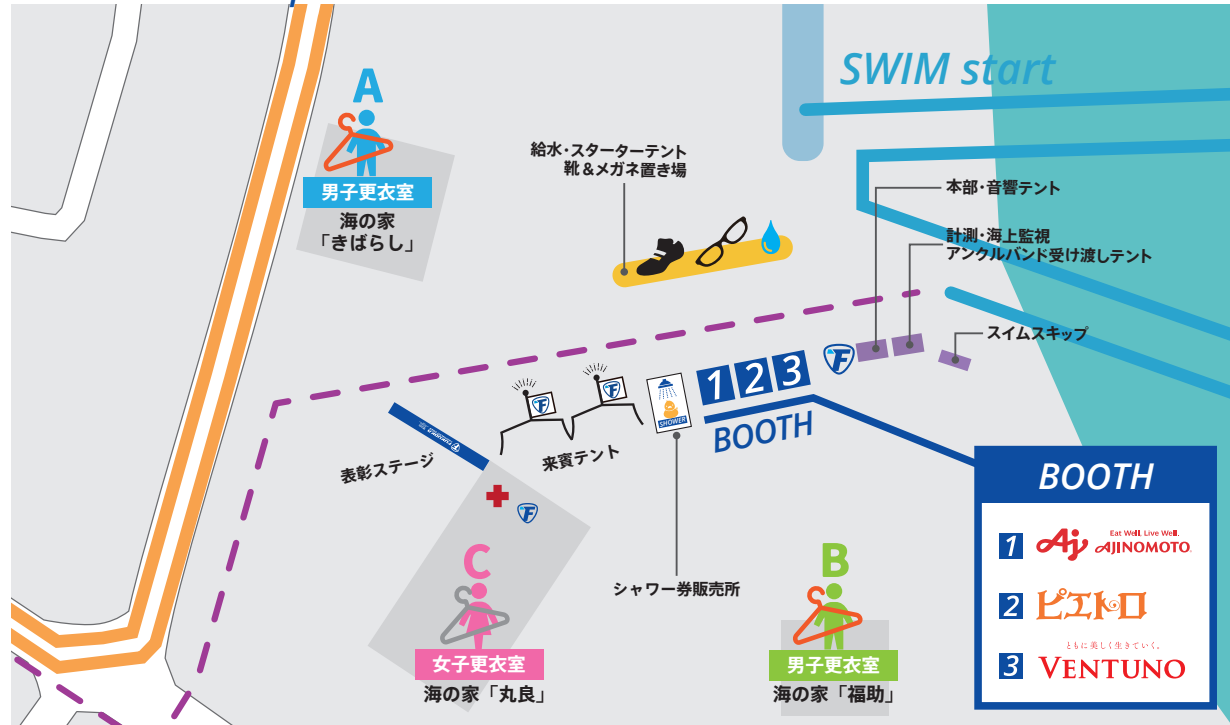 SWIM start
A
男子更衣室
海の家
「きばらし」
給水・スターターテント
靴&メガネ置き場
本部・音響テント
計測・海上監視
アンクルバンド受け渡しテント
スイムスキップ
1 2 3
F
BOOTH
F
F
SHOWER
表彰ステージ
来賓テント
F
シャワー券販売所
C
女子更衣室
海の家「丸良」
B
男子更衣室
海の家「福助」
BOOTH
1
Eat Well, Live Well.
AJINOMOTO
2
ピエトロ
3
ともに美しく生きていく。
VENTUNO